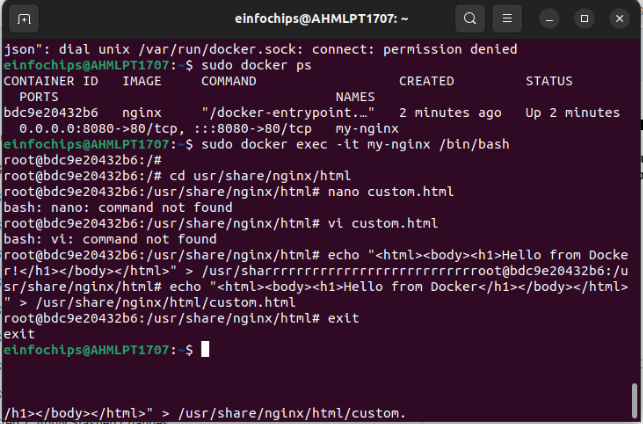 einfochips@AHMLPT1707: ~
json": dial unix /var/run/docker.sock: connect: permission denied
einfochips@AHMLPT1707:~$ sudo docker ps
CONTAINER ID   IMAGE     COMMAND                  CREATED         STATUS
  PORTS                                   NAMES
bdc9e20432b6   nginx     "/docker-entrypoint.…"   2 minutes ago   Up 2 minutes
  0.0.0.0:8080->80/tcp, :::8080->80/tcp   my-nginx
einfochips@AHMLPT1707:~$ sudo docker exec -it my-nginx /bin/bash
root@bdc9e20432b6:/#
root@bdc9e20432b6:/# cd usr/share/nginx/html
root@bdc9e20432b6:/usr/share/nginx/html# nano custom.html
bash: nano: command not found
root@bdc9e20432b6:/usr/share/nginx/html# vi custom.html
bash: vi: command not found
root@bdc9e20432b6:/usr/share/nginx/html# echo "<html><body><h1>Hello from Docke
r!</h1></body></html>" > /usr/sharrrrrrrrrrrrrrrrrrrrrrrrrrroot@bdc9e20432b6:/u
sr/share/nginx/html# echo "<html><body><h1>Hello from Docker</h1></body></html>
" > /usr/share/nginx/html/custom.html
root@bdc9e20432b6:/usr/share/nginx/html# exit
exit
einfochips@AHMLPT1707:~$
/h1></body></html>" > /usr/share/nginx/html/custom.